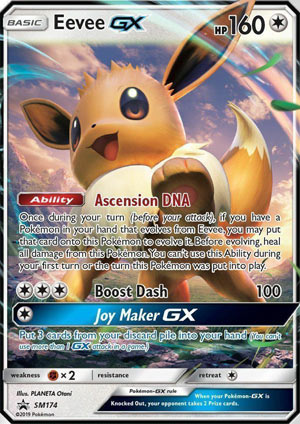 BASIC Eevee GX HP 160
Ability Ascension DNA
Once during your turn (before your attack), if you have a
Pokémon in your hand that evolves from Eevee, you may put
that card onto this Pokémon to evolve it. Before evolving, heal
all damage from this Pokémon. You can't use this Ability during
your first turn or the turn this Pokémon was put into play.
Boost Dash 100
Joy Maker GX
Put 3 cards from your discard pile into your hand (You can't
use more than 1 GX attack in a game.)
weakness ×2 resistance retreat
Pokémon-GX rule
Illus. PLANETA Otani
When your Pokémon-GX is
Knocked Out, your opponent takes 2 Prize cards.
SM174
©2019 Pokémon